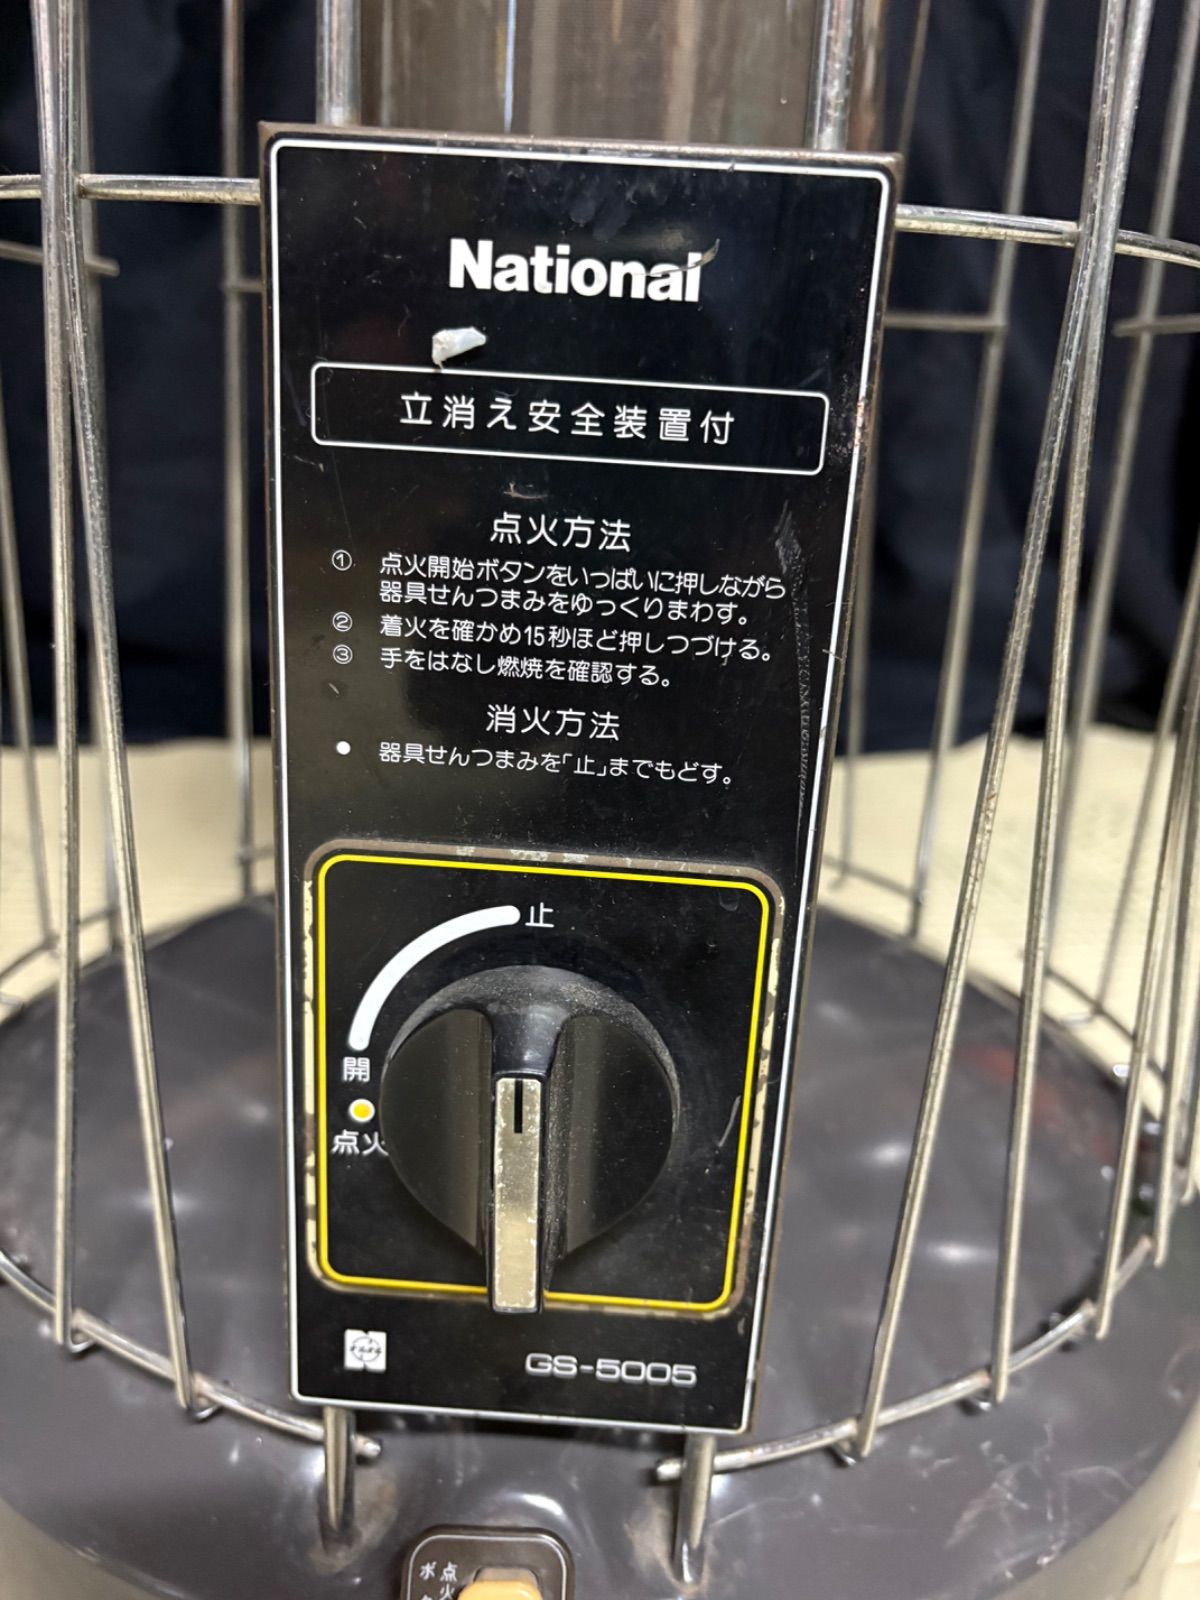 National
立消え安全装置付
点火方法
① 点火開始ボタンをいっぱいに押しながら
器具せんつまみをゆっくりまわす。
② 着火を確かめ15秒ほど押しつづける。
③ 手をはなし燃焼を確認する。
消火方法
● 器具せんつまみを「止」までもどす。
止
開
点火
GS-5005
点火
ボ